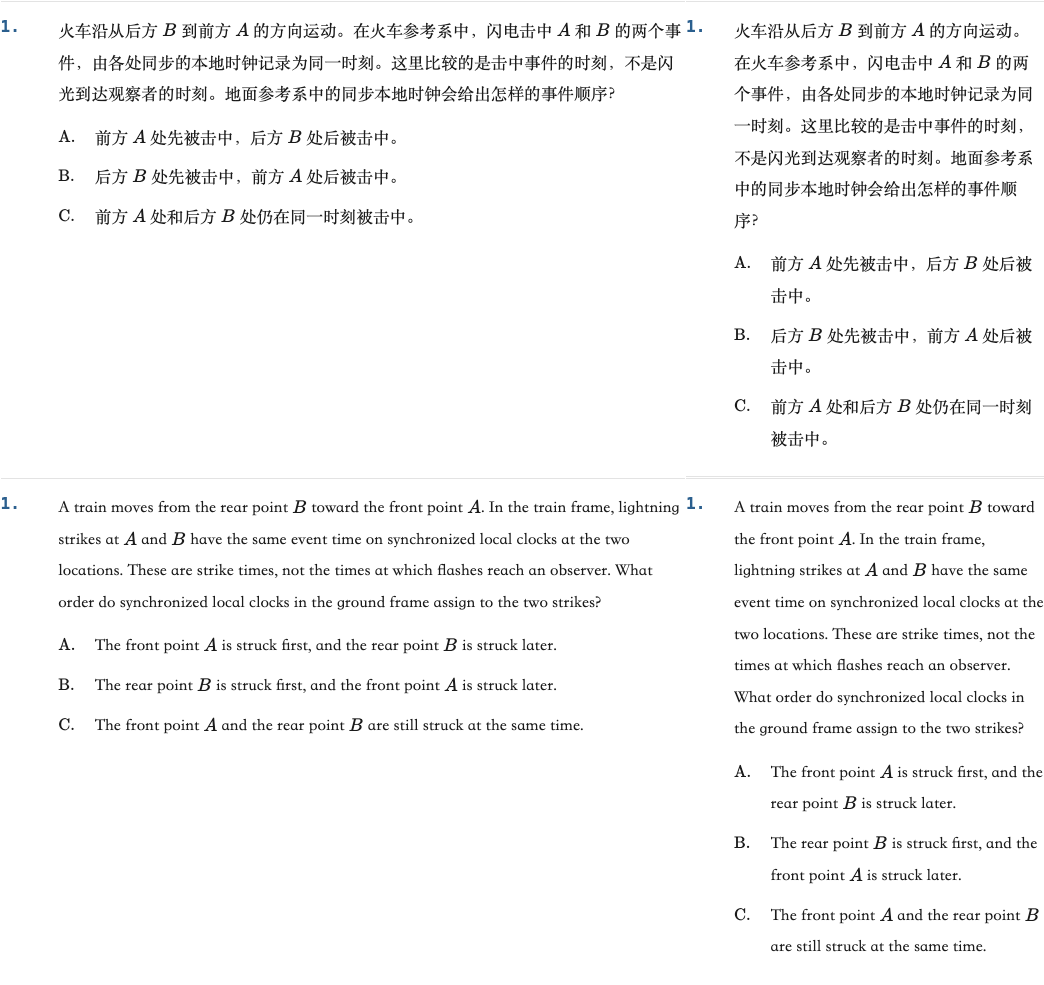 1. 火车沿从后方 B 到前方 A 的方向运动。在火车参考系中，闪电击中 A 和 B 的两个事
件，由各处同步的本地时钟记录为同一时刻。这里比较的是击中事件的时刻，不是闪
光到达观察者的时刻。地面参考系中的同步本地时钟会给出怎样的事件顺序？
A. 前方 A 处先被击中，后方 B 处后被击中。
B. 后方 B 处先被击中，前方 A 处后被击中。
C. 前方 A 处和后方 B 处仍在同一时刻被击中。
1. 火车沿从后方 B 到前方 A 的方向运动。
在火车参考系中，闪电击中 A 和 B 的两
个事件，由各处同步的本地时钟记录为同
一时刻。这里比较的是击中事件的时刻，
不是闪光到达观察者的时刻。地面参考系
中的同步本地时钟会给出怎样的事件顺
序？
A. 前方 A 处先被击中，后方 B 处后被
击中。
B. 后方 B 处先被击中，前方 A 处后被
击中。
C. 前方 A 处和后方 B 处仍在同一时刻
被击中。
1. A train moves from the rear point B toward the front point A. In the train frame, lightning
strikes at A and B have the same event time on synchronized local clocks at the two
locations. These are strike times, not the times at which flashes reach an observer. What
order do synchronized local clocks in the ground frame assign to the two strikes?
A. The front point A is struck first, and the rear point B is struck later.
B. The rear point B is struck first, and the front point A is struck later.
C. The front point A and the rear point B are still struck at the same time.
1. A train moves from the rear point B toward
the front point A. In the train frame,
lightning strikes at A and B have the same
event time on synchronized local clocks at the
two locations. These are strike times, not the
times at which flashes reach an observer.
What order do synchronized local clocks in
the ground frame assign to the two strikes?
A. The front point A is struck first, and the
rear point B is struck later.
B. The rear point B is struck first, and the
front point A is struck later.
C. The front point A and the rear point B
are still struck at the same time.